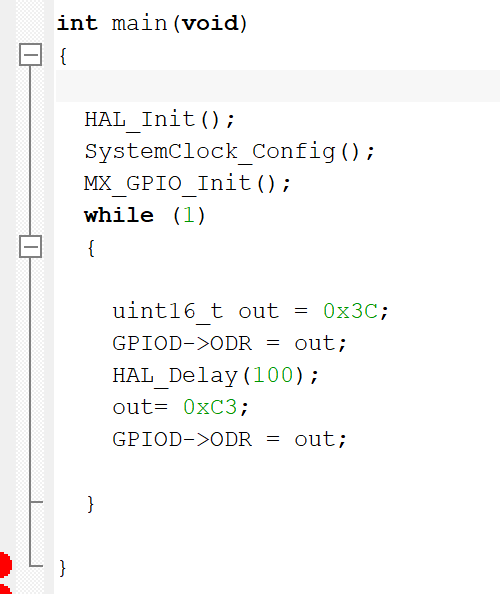 int main(void)
{
HAL_Init();
SystemClock_Config();
MX_GPIO_Init();
while (1)
{
uint16_t out = 0x3C;
GPIOD->ODR = out;
HAL_Delay(100);
out= 0xC3;
GPIOD->ODR = out;
}
}